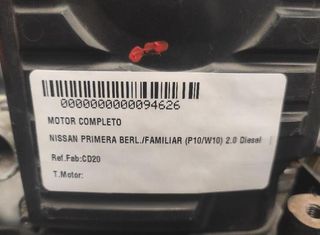 0000000000094626
MOTOR COMPLETO
NISSAN PRIMERA BERL./FAMILIAR (P10/W10) 2.0 Diesel
Ref.Fab:CD20
T.Motor: